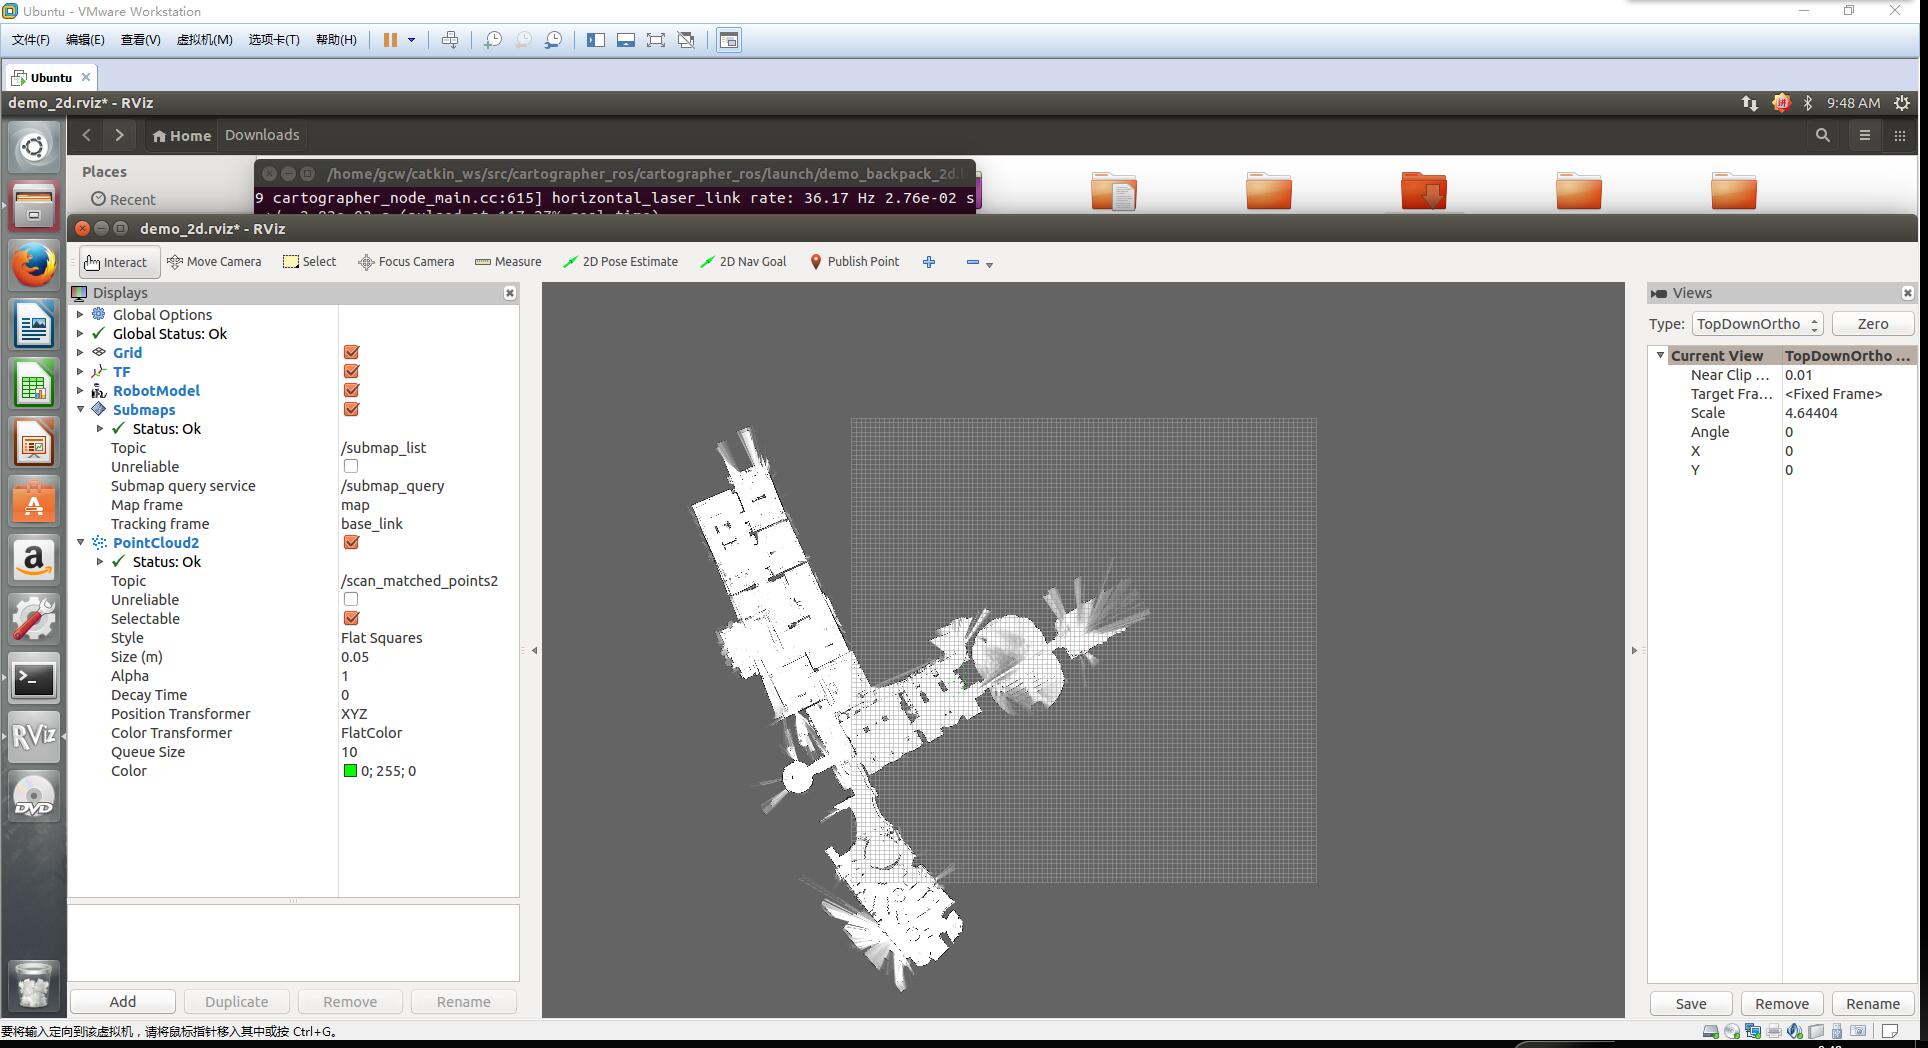 Ubuntu - VMware Workstation
文件(F) 编辑(E) 查看(V) 虚拟机(M) 选项卡(T) 帮助(H)
Ubuntu
demo_2d.rviz* - RViz
9:48 AM
Home Downloads
Places
Recent
/home/gcw/catkin_ws/src/cartographer_ros/cartographer_ros/launch/demo_backpack_2d.l
9 cartographer_node_main.cc:615] horizontal_laser_link rate: 36.17 Hz 2.76e-02 s
demo_2d.rviz* - RViz
Interact Move Camera Select Focus Camera Measure 2D Pose Estimate 2D Nav Goal Publish Point
Displays
Global Options
Global Status: Ok
Grid
TF
RobotModel
Submaps
Status: Ok
Topic /submap_list
Unreliable
Submap query service /submap_query
Map frame map
Tracking frame base_link
PointCloud2
Status: Ok
Topic /scan_matched_points2
Unreliable
Selectable
Style Flat Squares
Size (m) 0.05
Alpha 1
Decay Time 0
Position Transformer XYZ
Color Transformer FlatColor
Queue Size 10
Color 0; 255; 0
Add Duplicate Remove Rename
Views
Type: TopDownOrtho Zero
Current View TopDownOrtho ...
Near Clip ... 0.01
Target Fra... <Fixed Frame>
Scale 4.64404
Angle 0
X 0
Y 0
Save Remove Rename
RViz
DVD
要将输入定向到该虚拟机，请将鼠标指针移入其中或按 Ctrl+G。